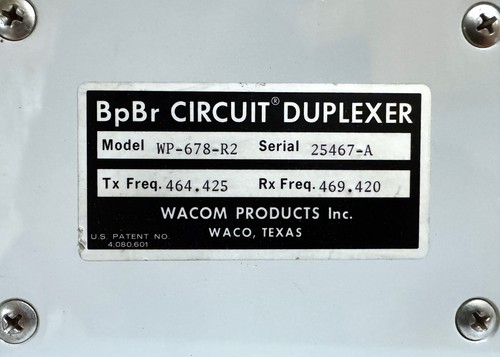 BpBr CIRCUIT® DUPLEXER
Model WP-678-R2 Serial 25467-A
Tx Freq. 464.425 Rx Freq. 469.420
WACOM PRODUCTS Inc.
WACO, TEXAS
U.S. PATENT NO.
4,080,601